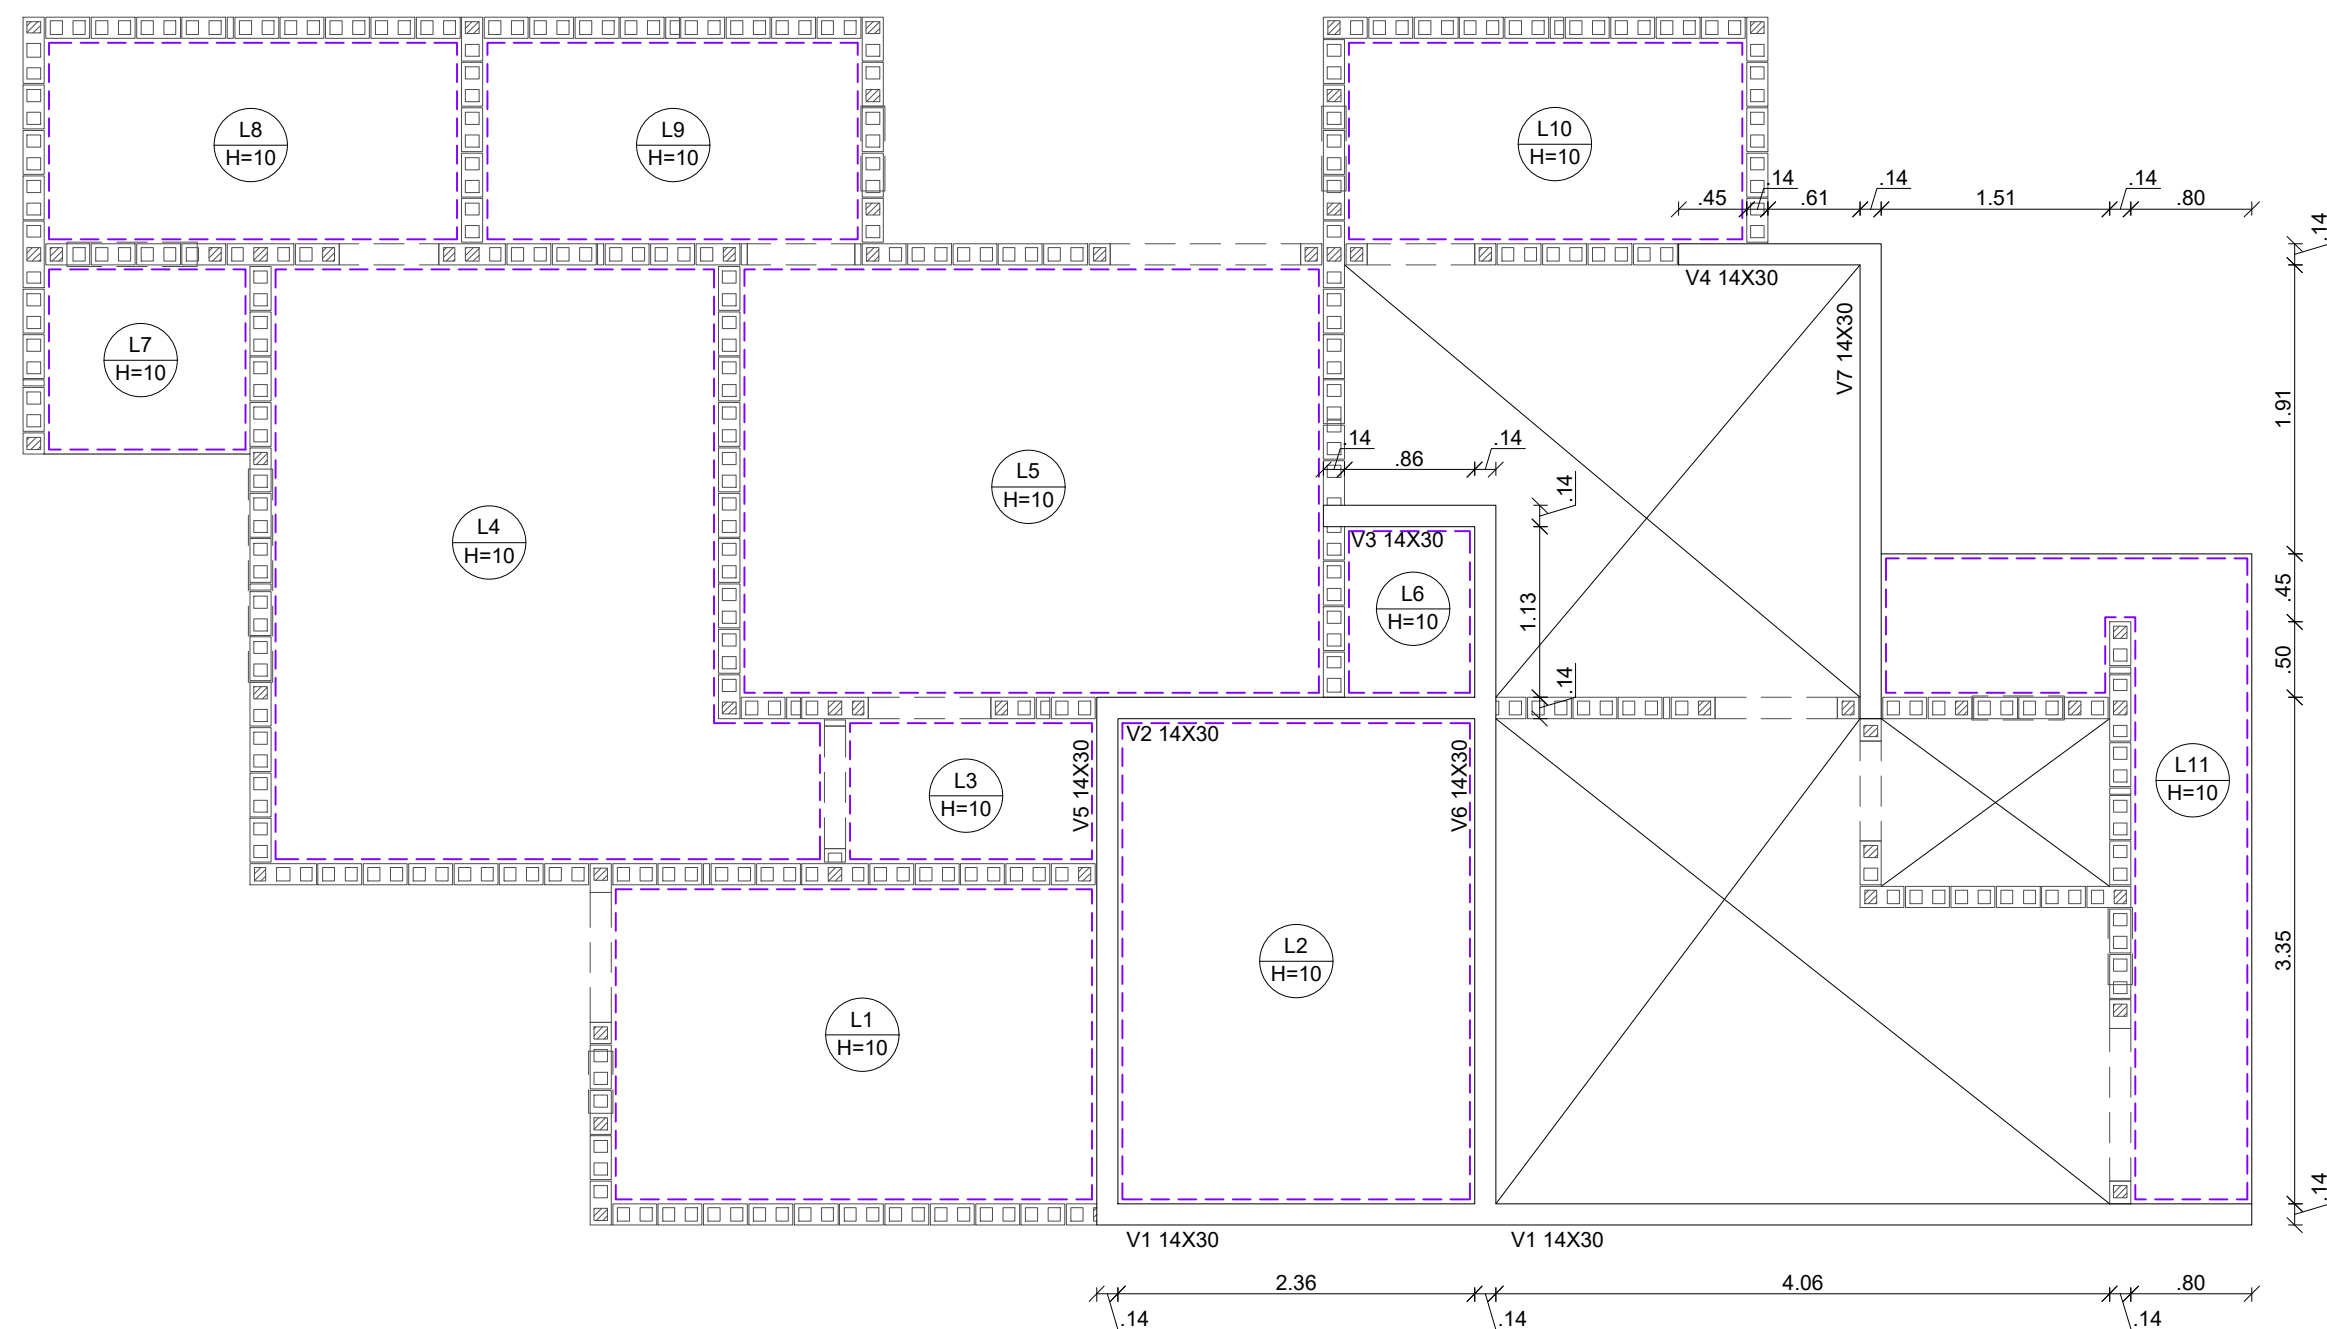 L8
H=10
L9
H=10
L10
H=10
.45
.14
.61
.14
1.51
.14
.80
.14
V4 14X30
L7
H=10
V7 14X30
1.91
.14
.86
.14
L5
H=10
.14
L4
H=10
V3 14X30
L6
H=10
1.13
.45
.14
.50
V2 14X30
V5 14X30
V6 14X30
L3
H=10
L11
H=10
L2
H=10
3.35
L1
H=10
.14
V1 14X30
V1 14X30
2.36
4.06
.80
.14
.14
.14